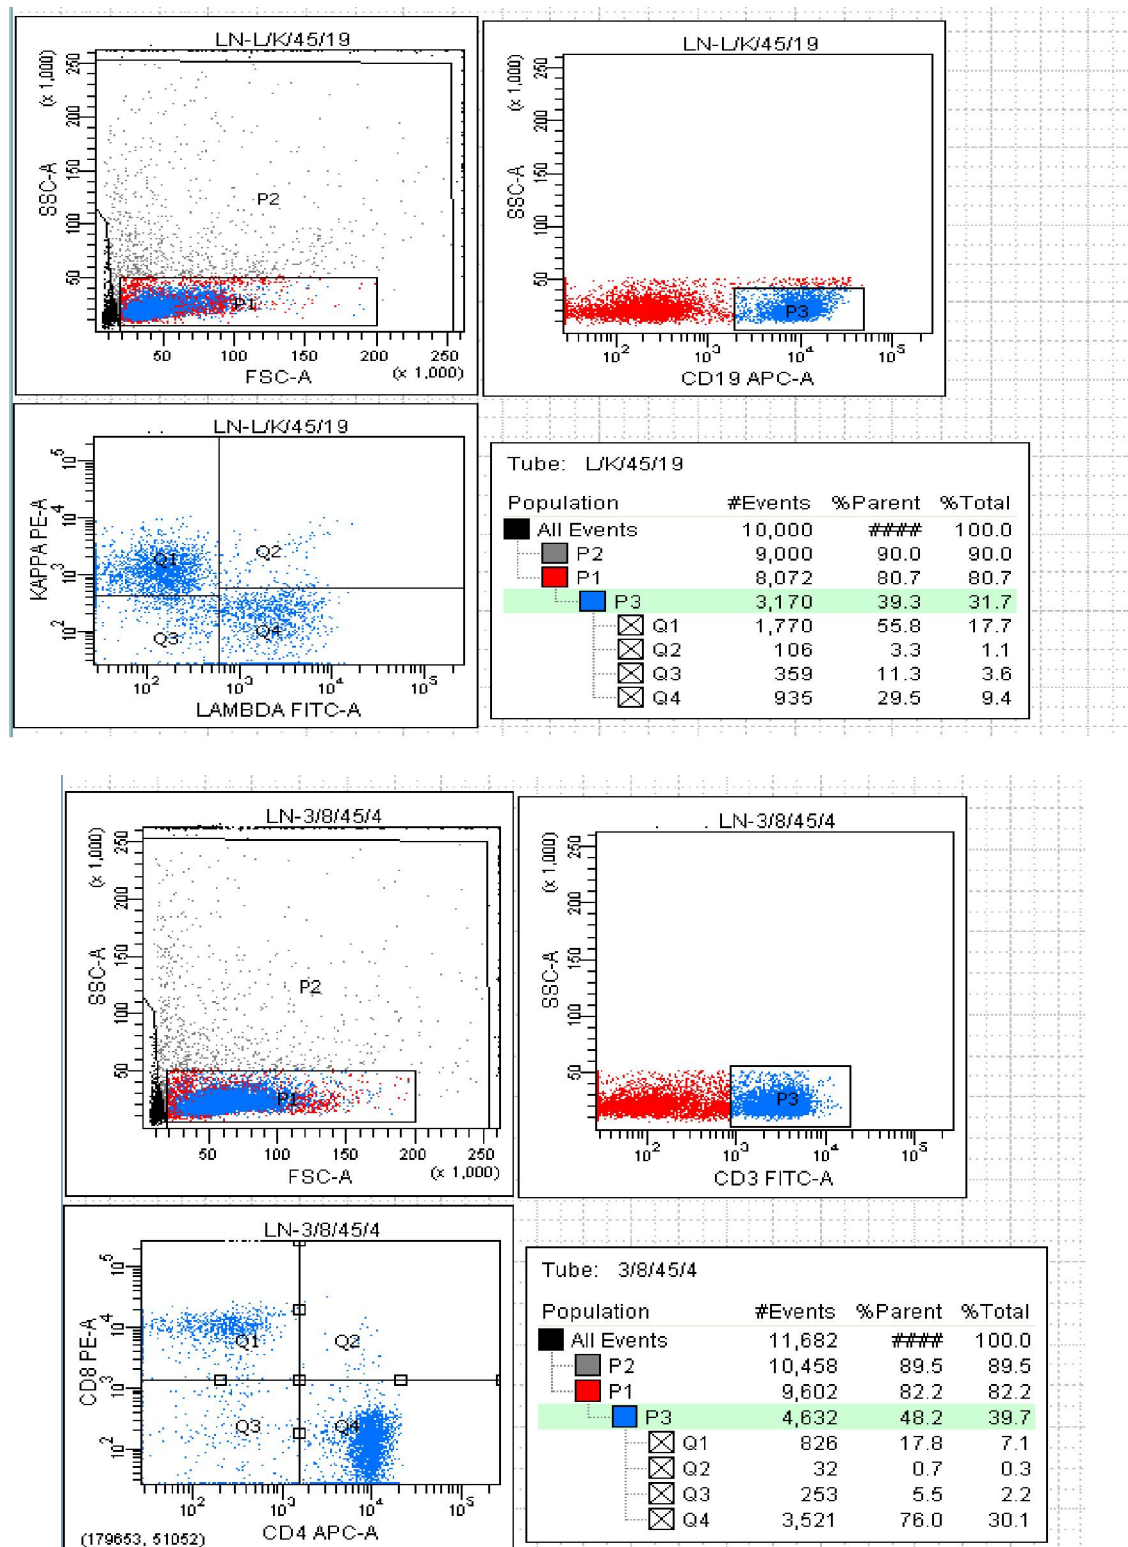 LN-L/K/45/19
(x 1,000)
SSC-A
50 100 150 200 250
P2
P1
50 100 150 200 250
FSC-A (x 1,000)
LN-L/K/45/19
(x 1,000)
SSC-A
50 100 150 200 250
P3
10² 10³ 10⁴ 10⁵
CD19 APC-A
LN-L/K/45/19
KAPPA PE-A
10² 10³ 10⁴ 10⁵
Q1 Q2
Q3 Q4
10² 10³ 10⁴ 10⁵
LAMBDA FITC-A
Tube: L/K/45/19
Population #Events %Parent %Total
All Events 10,000 #### 100.0
P2 9,000 90.0 90.0
P1 8,072 80.7 80.7
P3 3,170 39.3 31.7
Q1 1,770 55.8 17.7
Q2 106 3.3 1.1
Q3 359 11.3 3.6
Q4 935 29.5 9.4
LN-3/8/45/4
(x 1,000)
SSC-A
50 100 150 200 250
P2
P1
50 100 150 200 250
FSC-A (x 1,000)
LN-3/8/45/4
(x 1,000)
SSC-A
50 100 150 200 250
P3
10² 10³ 10⁴ 10⁵
CD3 FITC-A
LN-3/8/45/4
CD8 PE-A
10² 10³ 10⁴ 10⁵
Q1 Q2
Q3 Q4
10² 10³ 10⁴ 10⁵
CD4 APC-A
(179653, 51052)
Tube: 3/8/45/4
Population #Events %Parent %Total
All Events 11,682 #### 100.0
P2 10,458 89.5 89.5
P1 9,602 82.2 82.2
P3 4,632 48.2 39.7
Q1 826 17.8 7.1
Q2 32 0.7 0.3
Q3 253 5.5 2.2
Q4 3,521 76.0 30.1